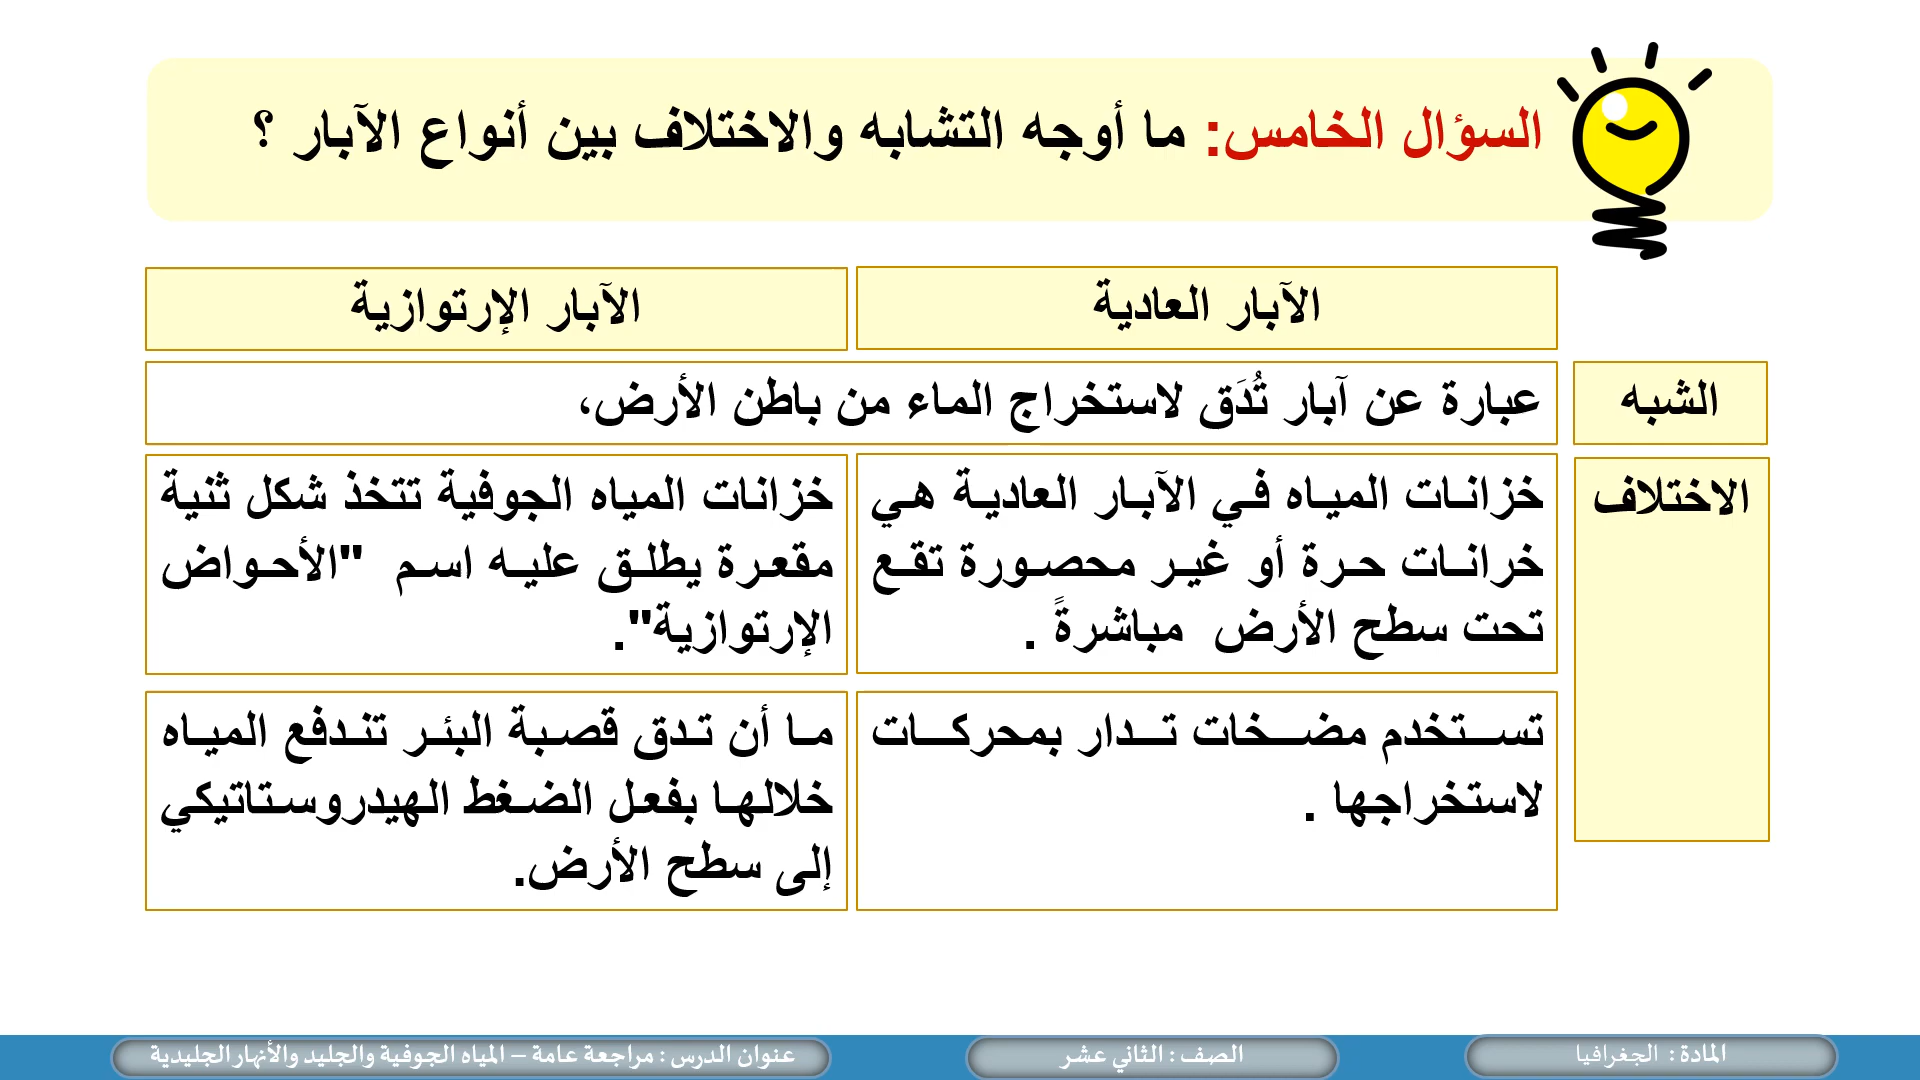 السؤال الخامس: ما أوجه التشابه والاختلاف بين أنواع الآبار ؟
الآبار العادية
الآبار الإرتوازية
الشبه
عبارة عن آبار تُدَق لاستخراج الماء من باطن الأرض،
الاختلاف
خزانات المياه في الآبار العادية هي
خرانات حرة أو غير محصورة تقع
تحت سطح الأرض مباشرةً .
خزانات المياه الجوفية تتخذ شكل ثنية
مقعرة يطلق عليه اسم "الأحواض
الإرتوازية".
تستخدم مضخات تدار بمحركات
لاستخراجها .
ما أن تدق قصبة البئر تندفع المياه
خلالها بفعل الضغط الهيدروستاتيكي
إلى سطح الأرض.
المادة : الجغرافيا
الصف : الثاني عشر
عنوان الدرس : مراجعة عامة – المياه الجوفية والجليد والأنهار الجليدية